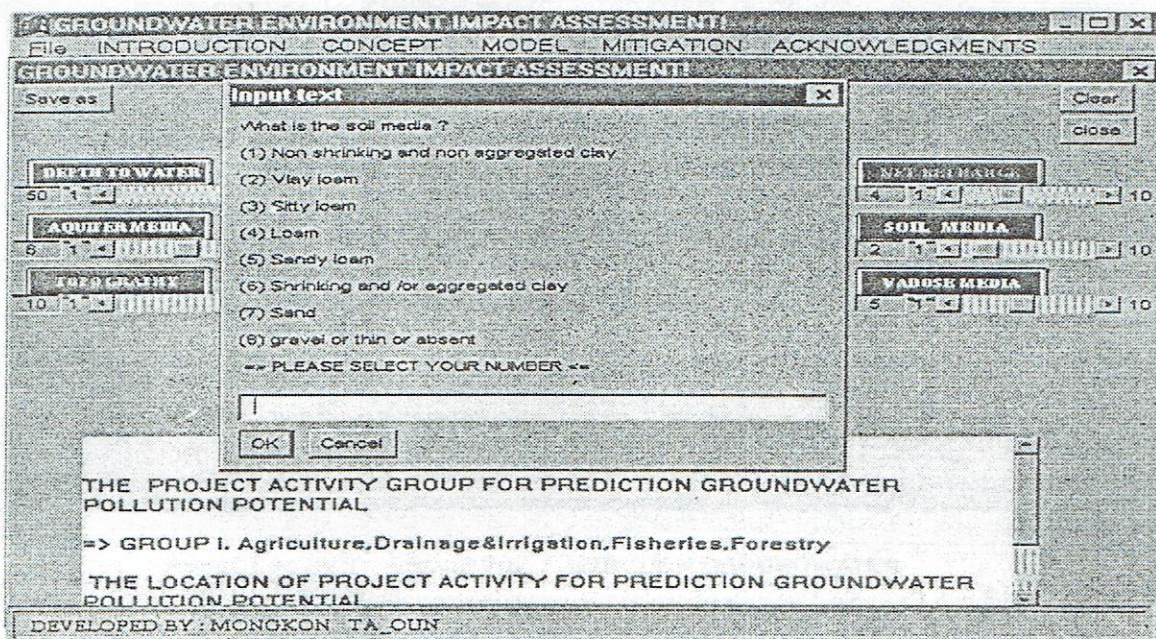 GROUNDWATER ENVIRONMENT IMPACT ASSESSMENT!
File INTRODUCTION CONCEPT MODEL MITIGATION ACKNOWLEDGMENTS
GROUNDWATER ENVIRONMENT IMPACT ASSESSMENT!
Save as
Clear
close
Input text
What is the soil media ?
(1) Non shrinking and non aggregated clay
(2) Vlay loam
(3) Sitty loam
(4) Loam
(5) Sandy loam
(6) Shrinking and /or aggregated clay
(7) Sand
(8) gravel or thin or absent
=> PLEASE SELECT YOUR NUMBER <=
OK Cancel
DEPTH TO WATER
50 1
AQUIFER MEDIA
6 1
TOPOGRAPHY
10 1
NET RECHARGE
4 1 10
SOIL MEDIA
2 1 10
VADOSE MEDIA
5 1 10
THE PROJECT ACTIVITY GROUP FOR PREDICTION GROUNDWATER
POLLUTION POTENTIAL
=> GROUP I. Agriculture,Drainage&Irrigation,Fisheries,Forestry
THE LOCATION OF PROJECT ACTIVITY FOR PREDICTION GROUNDWATER
POLLUTION POTENTIAL
DEVELOPED BY : MONGKON TA_OUN